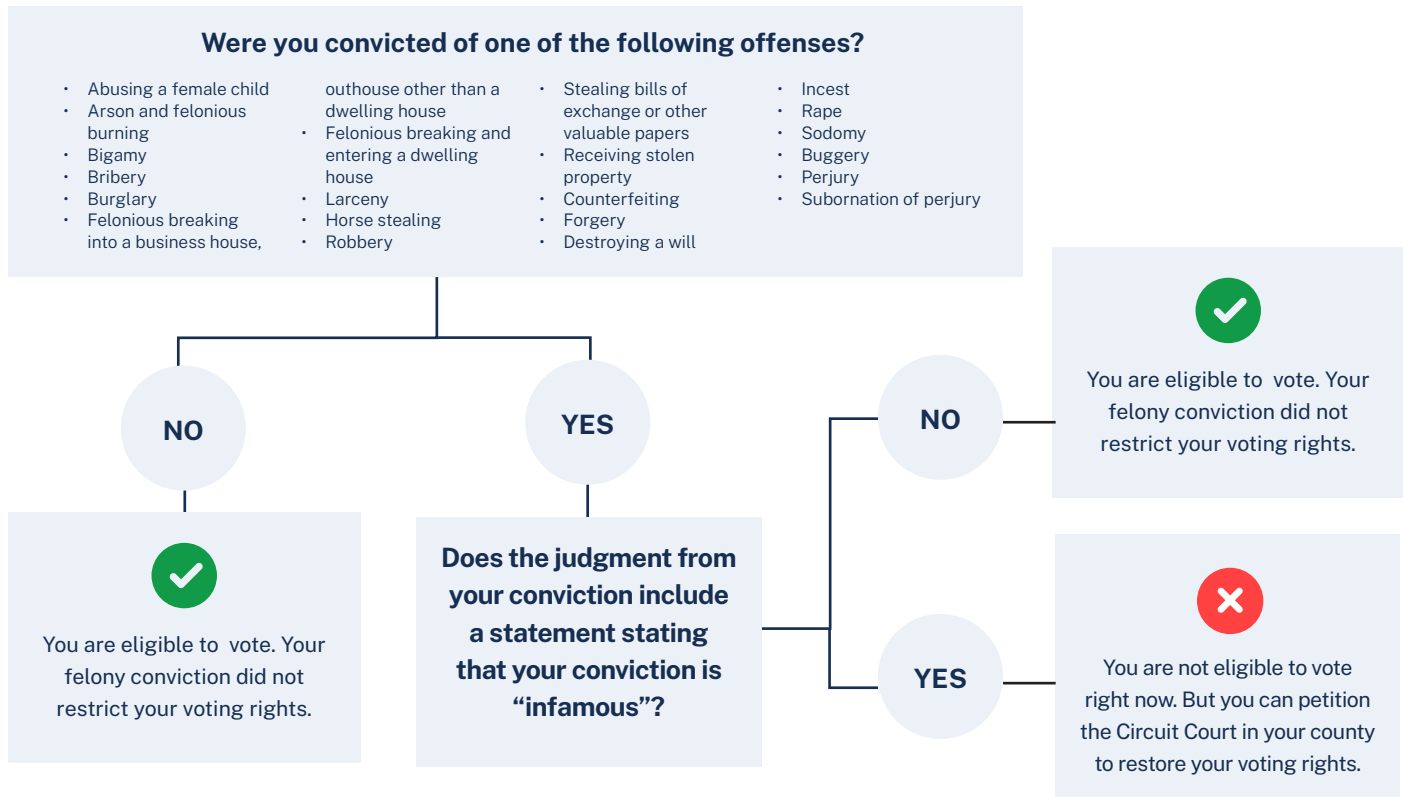 Were you convicted of one of the following offenses?
• Abusing a female child
• Arson and felonious
burning
• Bigamy
• Bribery
• Burglary
• Felonious breaking
into a business house,
outhouse other than a
dwelling house
• Felonious breaking and
entering a dwelling
house
• Larceny
• Horse stealing
• Robbery
• Stealing bills of
exchange or other
valuable papers
• Receiving stolen
property
• Counterfeiting
• Forgery
• Destroying a will
• Incest
• Rape
• Sodomy
• Buggery
• Perjury
• Subornation of perjury
NO
You are eligible to  vote. Your
felony conviction did not
restrict your voting rights.
YES
Does the judgment from
your conviction include
a statement stating
that your conviction is
“infamous”?
NO
You are eligible to  vote. Your
felony conviction did not
restrict your voting rights.
YES
You are not eligible to vote
right now. But you can petition
the Circuit Court in your county
to restore your voting rights.